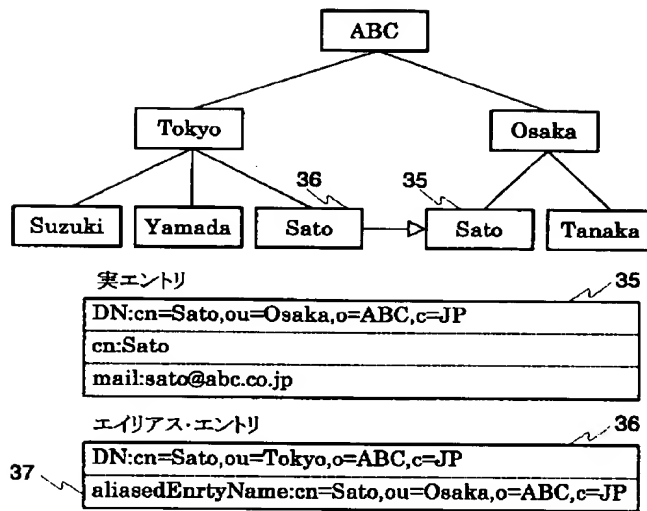 ABC
Tokyo
Osaka
36
35
Suzuki
Yamada
Sato
Sato
Tanaka
実エントリ
35
DN:cn=Sato,ou=Osaka,o=ABC,c=JP
cn:Sato
mail:sato@abc.co.jp
エイリアス・エントリ
36
DN:cn=Sato,ou=Tokyo,o=ABC,c=JP
37
aliasedEnrtyName:cn=Sato,ou=Osaka,o=ABC,c=JP